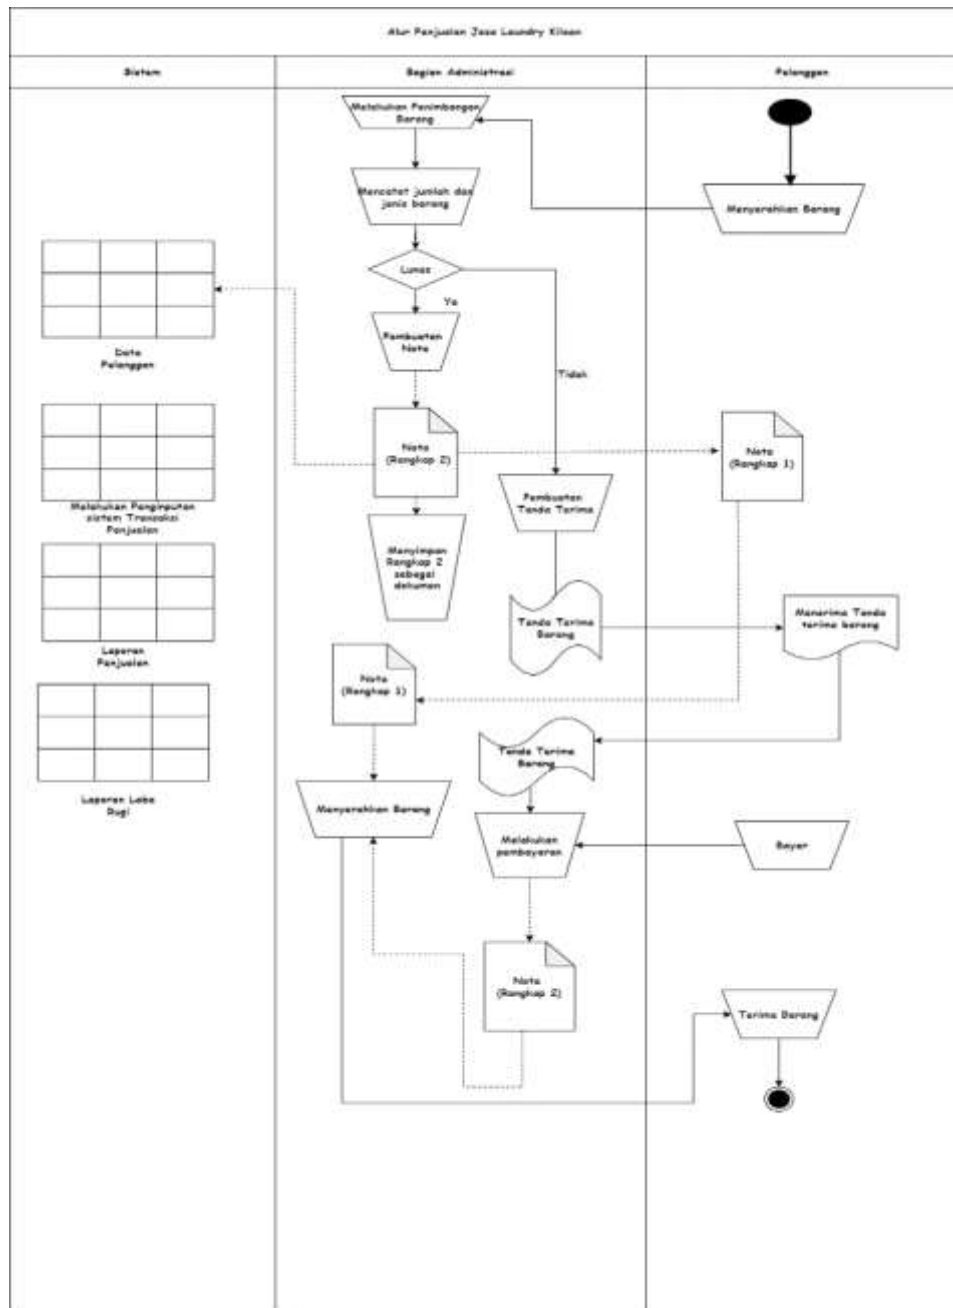 Alur Penjualan Jasa Laundry Kiloan
Sistem
Bagian Administrasi
Pelanggan
Melakukan Penimbangan
Barang
Mencatat jumlah dan
jenis barang
Menyerahkan Barang
Lunas
Ya
Pembuatan
Nota
Tidak
Data
Pelanggan
Nota
(Rangkap 2)
Nota
(Rangkap 1)
Pembuatan
Tanda Terima
Melakukan Penginputan
sistem Transaksi
Penjualan
Menyimpan
Rangkap 2
sebagai
dokumen
Tanda Terima
Barang
Menerima Tanda
terima barang
Laporan
Penjualan
Nota
(Rangkap 1)
Tanda Terima
Barang
Laporan Laba
Rugi
Menyerahkan Barang
Melakukan
pembayaran
Bayar
Nota
(Rangkap 2)
Terima Barang